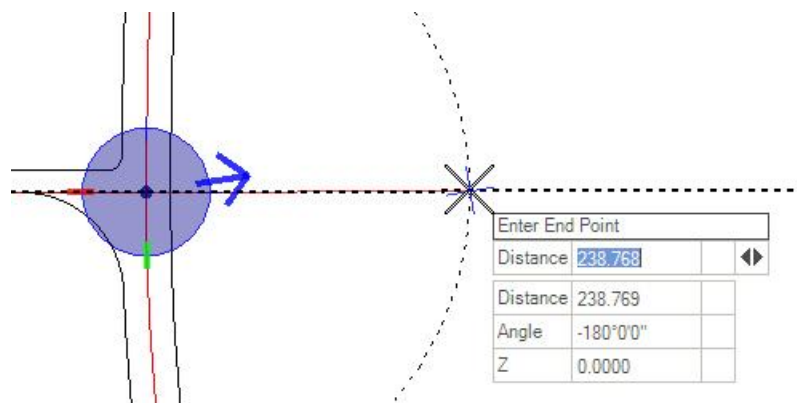 Enter End Point
Distance 238.768
Distance 238.769
Angle -180°0'0"
Z 0.0000